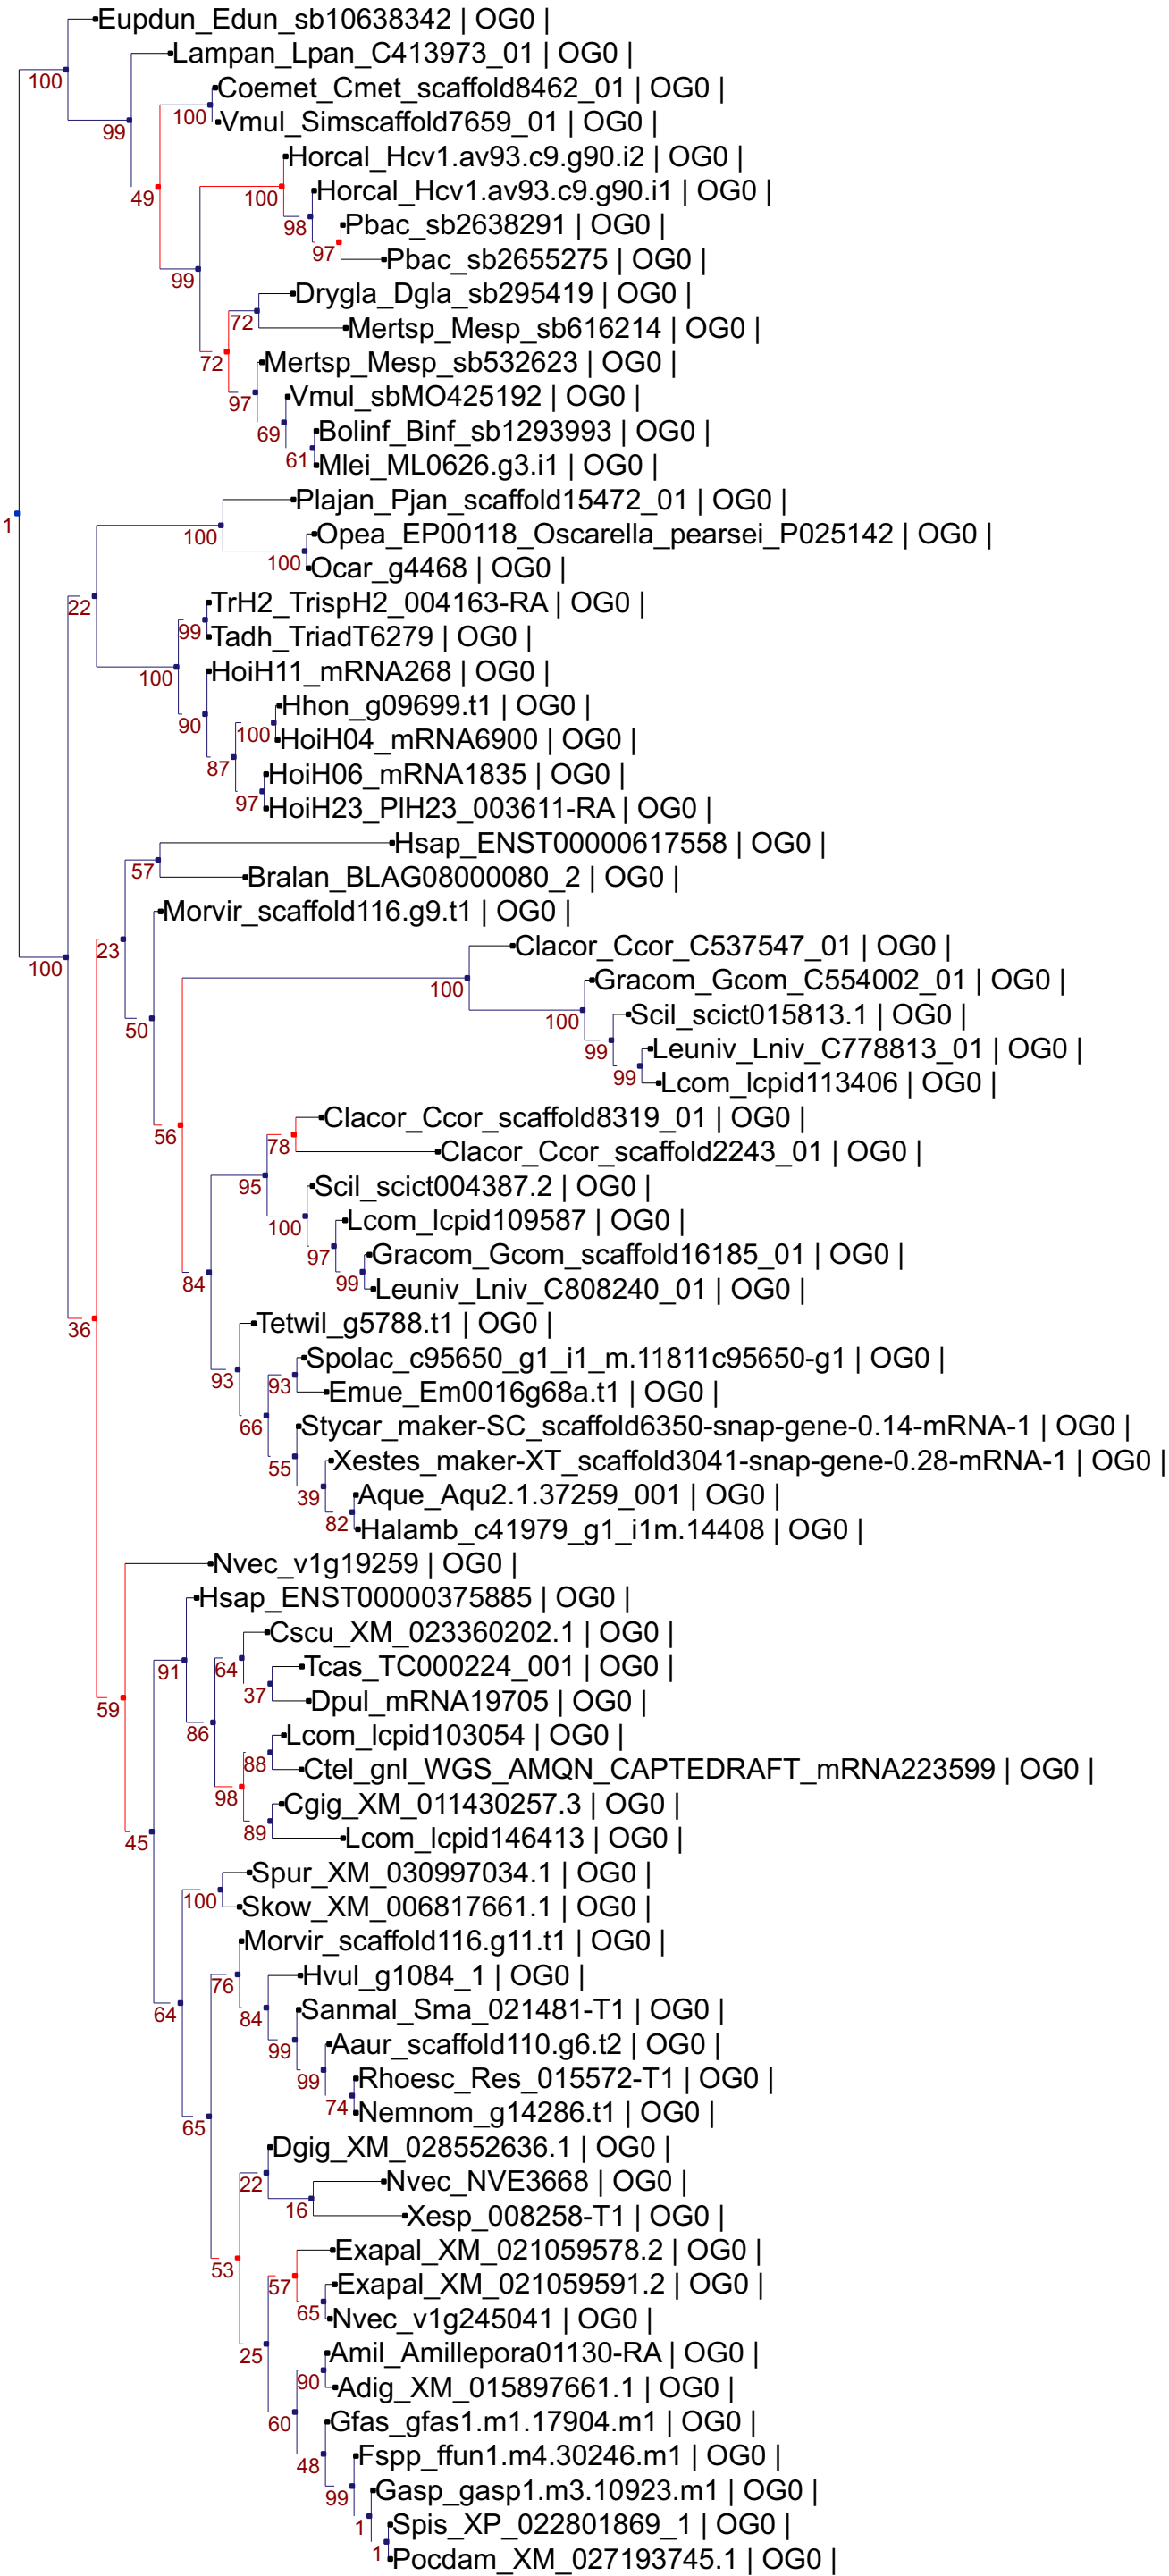 Eupdun_Edun_sb10638342 | OG0 |
Lampan_Lpan_C413973_01 | OG0 |
100
Coemet_Cmet_scaffold8462_01 | OG0 |
100
Vmul_Simscaffold7659_01 | OG0 |
99
Horcal_Hcv1.av93.c9.g90.i2 | OG0 |
Horcal_Hcv1.av93.c9.g90.i1 | OG0 |
49
100
Pbac_sb2638291 | OG0 |
98
97
Pbac_sb2655275 | OG0 |
99
Drygla_Dgla_sb295419 | OG0 |
72
Mertsp_Mesp_sb616214 | OG0 |
72
Mertsp_Mesp_sb532623 | OG0 |
97
Vmul_sbMO425192 | OG0 |
69
Bolinf_Binf_sb1293993 | OG0 |
61
Mlei_ML0626.g3.i1 | OG0 |
Plajan_Pjan_scaffold15472_01 | OG0 |
1
100
Opea_EP00118_Oscarella_pearsei_P025142 | OG0 |
100
Ocar_g4468 | OG0 |
22
TrH2_TrispH2_004163-RA | OG0 |
99
Tadh_TriadT6279 | OG0 |
100
HoiH11_mRNA268 | OG0 |
Hhon_g09699.t1 | OG0 |
90
100
HoiH04_mRNA6900 | OG0 |
87
HoiH06_mRNA1835 | OG0 |
97
HoiH23_PlH23_003611-RA | OG0 |
Hsap_ENST00000617558 | OG0 |
57
Bralan_BLAG08000080_2 | OG0 |
Morvir_scaffold116.g9.t1 | OG0 |
23
Clacor_Ccor_C537547_01 | OG0 |
100
100
Gracom_Gcom_C554002_01 | OG0 |
50
100
Scil_scict015813.1 | OG0 |
99
Leuniv_Lniv_C778813_01 | OG0 |
99
Lcom_lcpid113406 | OG0 |
Clacor_Ccor_scaffold8319_01 | OG0 |
56
78
Clacor_Ccor_scaffold2243_01 | OG0 |
95
Scil_scict004387.2 | OG0 |
100
Lcom_lcpid109587 | OG0 |
97
Gracom_Gcom_scaffold16185_01 | OG0 |
84
99
Leuniv_Lniv_C808240_01 | OG0 |
36
Tetwil_g5788.t1 | OG0 |
Spolac_c95650_g1_i1_m.11811c95650-g1 | OG0 |
93
93
Emue_Em0016g68a.t1 | OG0 |
66
Stycar_maker-SC_scaffold6350-snap-gene-0.14-mRNA-1 | OG0 |
55
Xestes_maker-XT_scaffold3041-snap-gene-0.28-mRNA-1 | OG0 |
39
Aque_Aqu2.1.37259_001 | OG0 |
82
Halamb_c41979_g1_i1m.14408 | OG0 |
Nvec_v1g19259 | OG0 |
Hsap_ENST00000375885 | OG0 |
Cscu_XM_023360202.1 | OG0 |
91
64
Tcas_TC000224_001 | OG0 |
37
Dpul_mRNA19705 | OG0 |
59
86
Lcom_lcpid103054 | OG0 |
88
Ctel_gnl_WGS_AMQN_CAPTEDRAFT_mRNA223599 | OG0 |
98
Cgig_XM_011430257.3 | OG0 |
45
89
Lcom_lcpid146413 | OG0 |
Spur_XM_030997034.1 | OG0 |
100
Skow_XM_006817661.1 | OG0 |
Morvir_scaffold116.g11.t1 | OG0 |
76
Hvul_g1084_1 | OG0 |
64
84
Sanmal_Sma_021481-T1 | OG0 |
99
Aaur_scaffold110.g6.t2 | OG0 |
99
Rhoesc_Res_015572-T1 | OG0 |
74
Nemnom_g14286.t1 | OG0 |
65
Dgig_XM_028552636.1 | OG0 |
22
Nvec_NVE3668 | OG0 |
16
Xesp_008258-T1 | OG0 |
Exapal_XM_021059578.2 | OG0 |
53
57
Exapal_XM_021059591.2 | OG0 |
65
Nvec_v1g245041 | OG0 |
25
Amil_Amillepora01130-RA | OG0 |
90
Adig_XM_015897661.1 | OG0 |
60
Gfas_gfas1.m1.17904.m1 | OG0 |
48
Fspp_ffun1.m4.30246.m1 | OG0 |
99
Gasp_gasp1.m3.10923.m1 | OG0 |
1
Spis_XP_022801869_1 | OG0 |
1
Pocdam_XM_027193745.1 | OG0 |